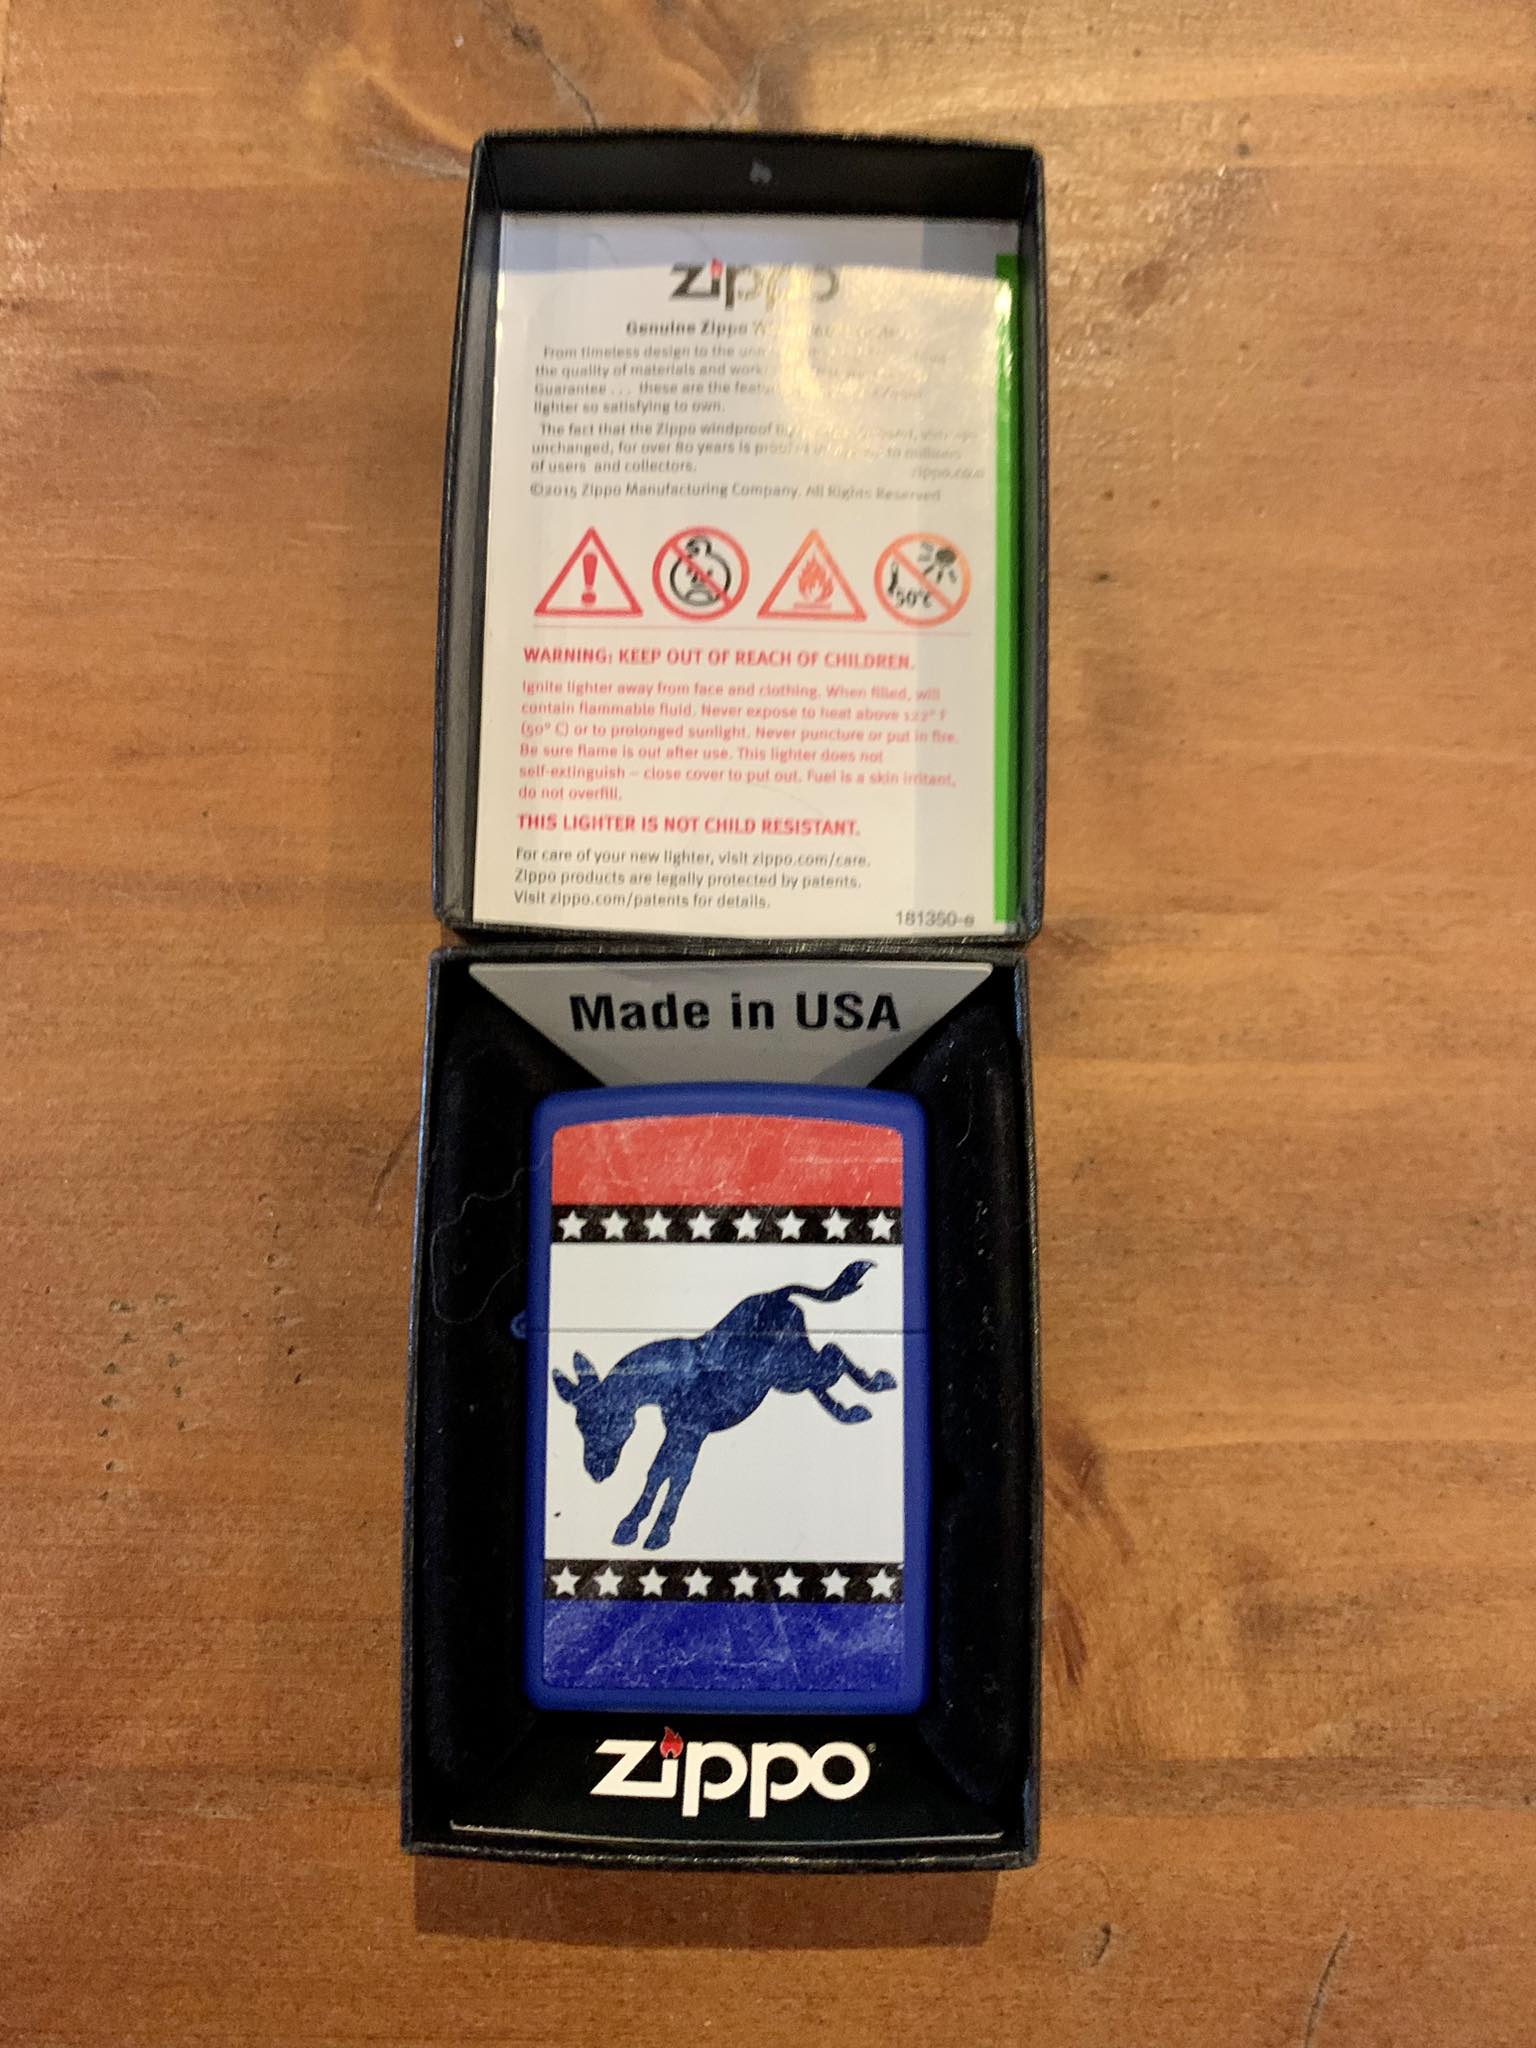 zippo
Genuine Zippo
From timeless design to the
the quality of materials and
Guarantee . . . these are the
lighter so satisfying to own.
The fact that the Zippo windproof
unchanged, for over 80 years is
of users and collectors.
©2015 Zippo Manufacturing Company. All Rights Reserved
50°C
WARNING: KEEP OUT OF REACH OF CHILDREN.
Ignite lighter away from face and clothing. When filled, will
contain flammable fluid. Never expose to heat above 122° F
(50° C) or to prolonged sunlight. Never puncture or put in fire.
Be sure flame is out after use. This lighter does not
self-extinguish – close cover to put out. Fuel is a skin irritant,
do not overfill.
THIS LIGHTER IS NOT CHILD RESISTANT.
For care of your new lighter, visit zippo.com/care.
Zippo products are legally protected by patents.
Visit zippo.com/patents for details.
181350-e
Made in USA
zippo®